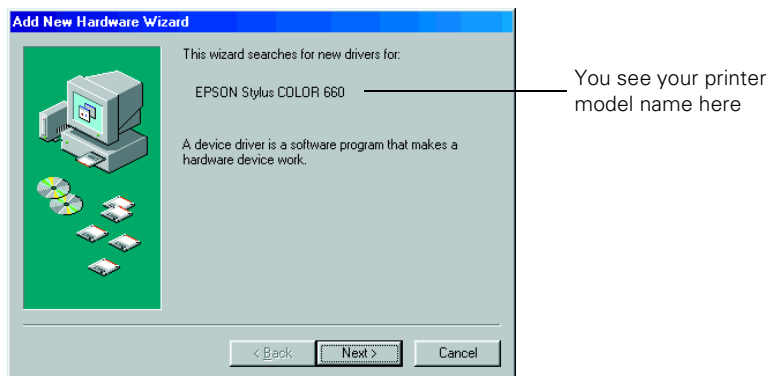 Add New Hardware Wizard
This wizard searches for new drivers for:
EPSON Stylus COLOR 660
A device driver is a software program that makes a
hardware device work.
< Back
Next >
Cancel
You see your printer
model name here